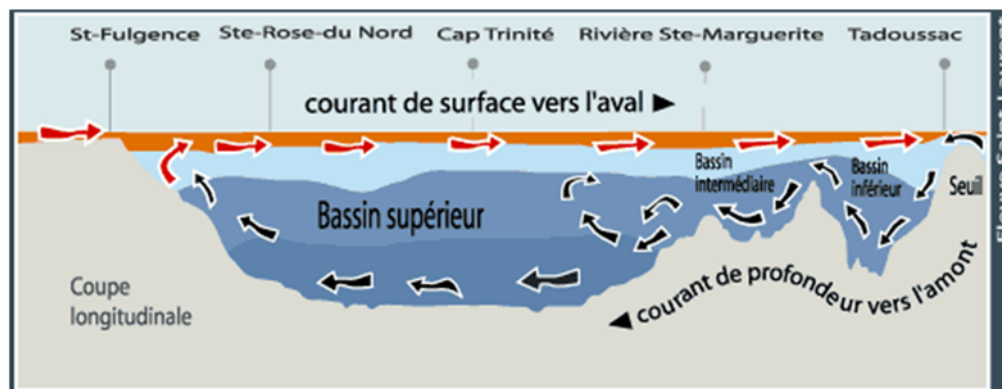 St-Fulgence
Ste-Rose-du Nord
Cap Trinité
Rivière Ste-Marguerite
Tadoussac
courant de surface vers l'aval
Bassin
intermédiaire
Bassin
inférieur
Seuil
Bassin supérieur
Coupe
longitudinale
courant de profondeur vers l'amont